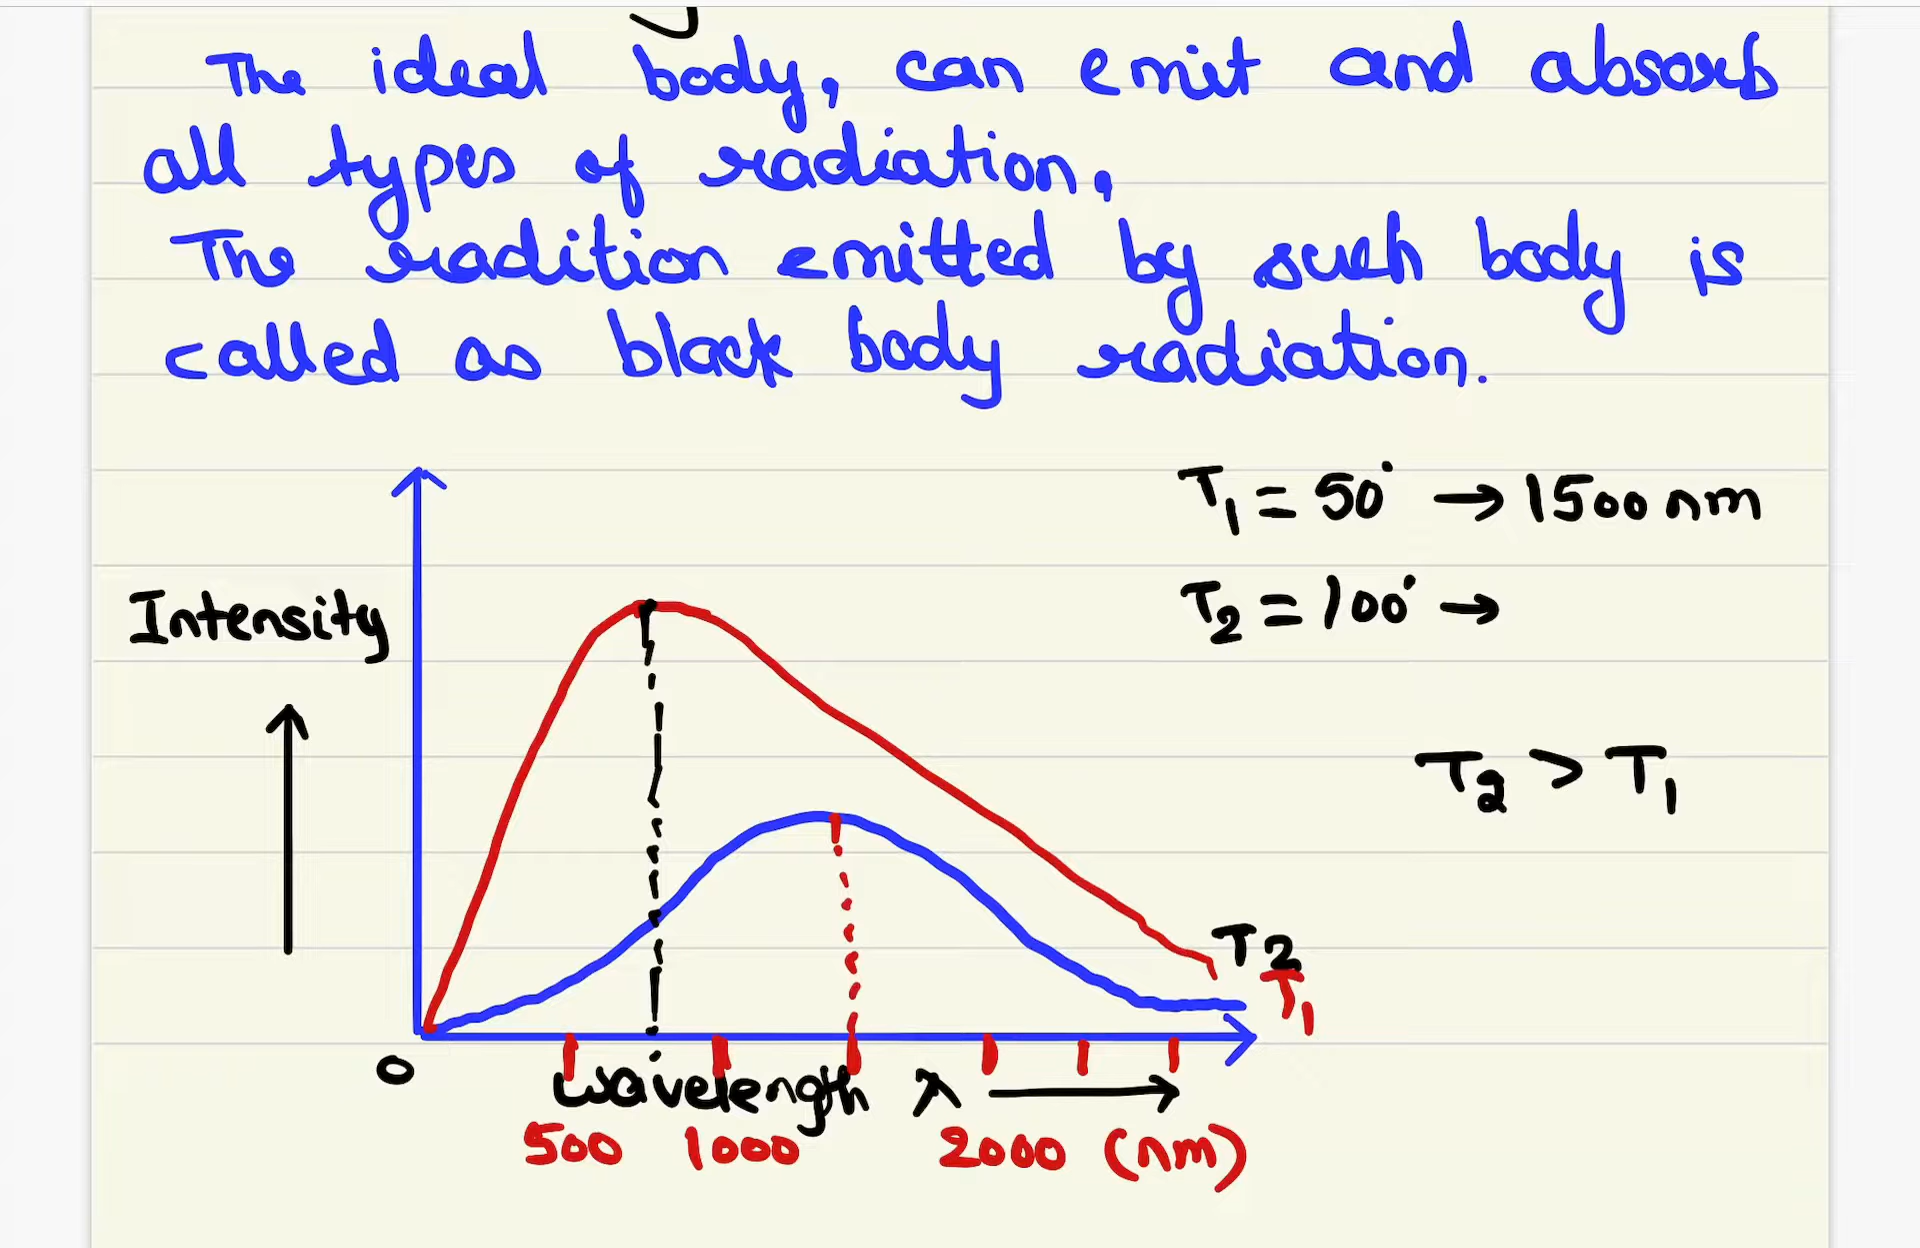 The ideal body, can emit and absorb
all types of radiation.
The radition emitted by such body is
called as black body radiation.
T₁ = 50° → 1500 nm
Intensity
T₂ = 100° →
T₂ > T₁
T2
T₁
0
Wavelength λ →
500 1000 2000 (nm)